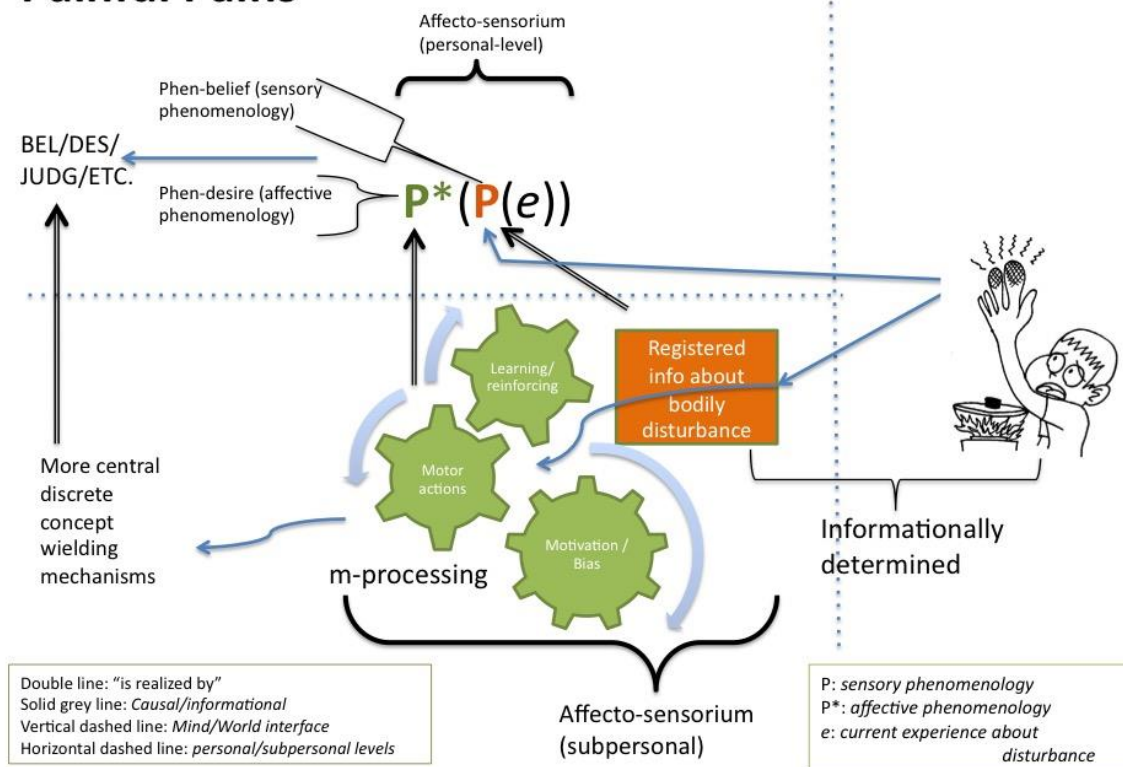 Affecto-sensorium
(personal-level)
Phen-belief (sensory
phenomenology)
BEL/DES/
JUDG/ETC.
Phen-desire (affective
phenomenology)
P*(P(e))
Learning/
reinforcing
Registered
info about
bodily
disturbance
Motor
actions
Motivation /
Bias
More central
discrete
concept
wielding
mechanisms
m-processing
Informationally
determined
Affecto-sensorium
(subpersonal)
Double line: “is realized by”
Solid grey line: Causal/informational
Vertical dashed line: Mind/World interface
Horizontal dashed line: personal/subpersonal levels
P: sensory phenomenology
P*: affective phenomenology
e: current experience about
disturbance